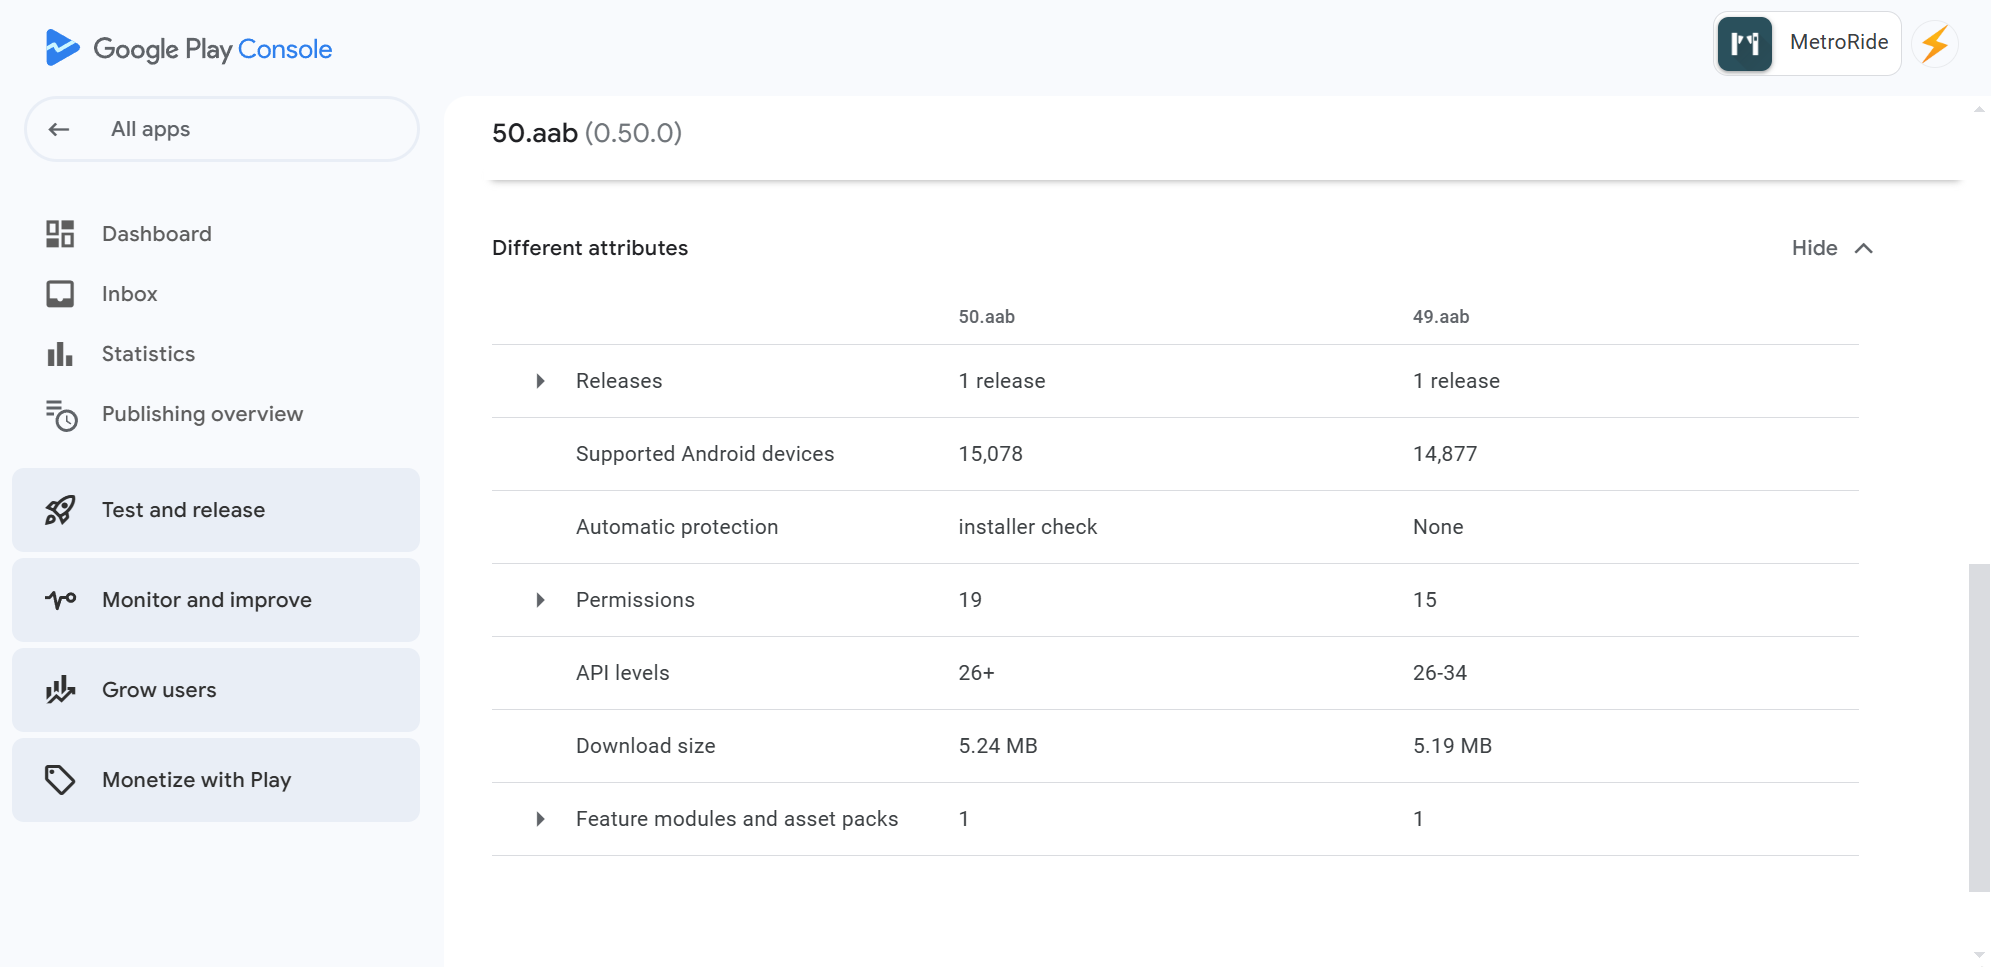 Google Play Console
MetroRide
All apps
Dashboard
Inbox
Statistics
Publishing overview
Test and release
Monitor and improve
Grow users
Monetize with Play
50.aab (0.50.0)
Different attributes
Hide
50.aab 49.aab
Releases 1 release 1 release
Supported Android devices 15,078 14,877
Automatic protection installer check None
Permissions 19 15
API levels 26+ 26-34
Download size 5.24 MB 5.19 MB
Feature modules and asset packs 1 1